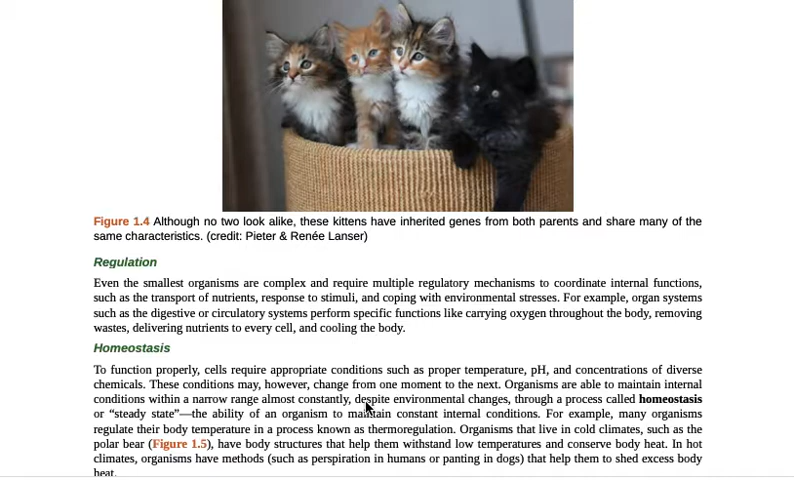 Figure 1.4 Although no two look alike, these kittens have inherited genes from both parents and share many of the
same characteristics. (credit: Pieter & Renée Lanser)
Regulation
Even the smallest organisms are complex and require multiple regulatory mechanisms to coordinate internal functions,
such as the transport of nutrients, response to stimuli, and coping with environmental stresses. For example, organ systems
such as the digestive or circulatory systems perform specific functions like carrying oxygen throughout the body, removing
wastes, delivering nutrients to every cell, and cooling the body.
Homeostasis
To function properly, cells require appropriate conditions such as proper temperature, pH, and concentrations of diverse
chemicals. These conditions may, however, change from one moment to the next. Organisms are able to maintain internal
conditions within a narrow range almost constantly, despite environmental changes, through a process called homeostasis
or “steady state”—the ability of an organism to maintain constant internal conditions. For example, many organisms
regulate their body temperature in a process known as thermoregulation. Organisms that live in cold climates, such as the
polar bear (Figure 1.5), have body structures that help them withstand low temperatures and conserve body heat. In hot
climates, organisms have methods (such as perspiration in humans or panting in dogs) that help them to shed excess body
heat.